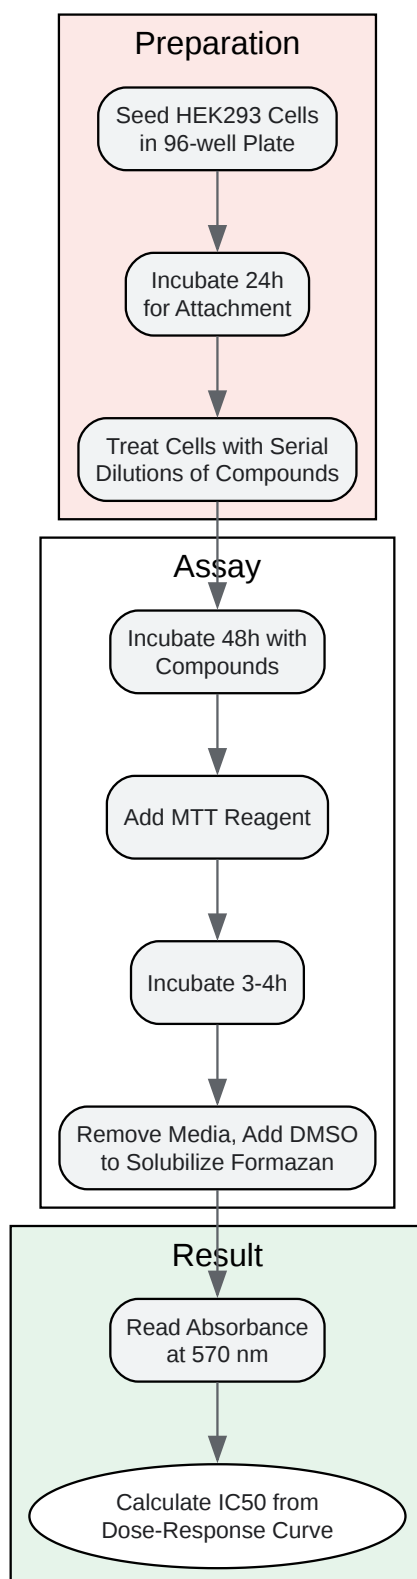 Preparation
Seed HEK293 Cells
in 96-well Plate
Incubate 24h
for Attachment
Treat Cells with Serial
Dilutions of Compounds
Assay
Incubate 48h with
Compounds
Add MTT Reagent
Incubate 3-4h
Remove Media, Add DMSO
to Solubilize Formazan
Result
Read Absorbance
at 570 nm
Calculate IC50 from
Dose-Response Curve